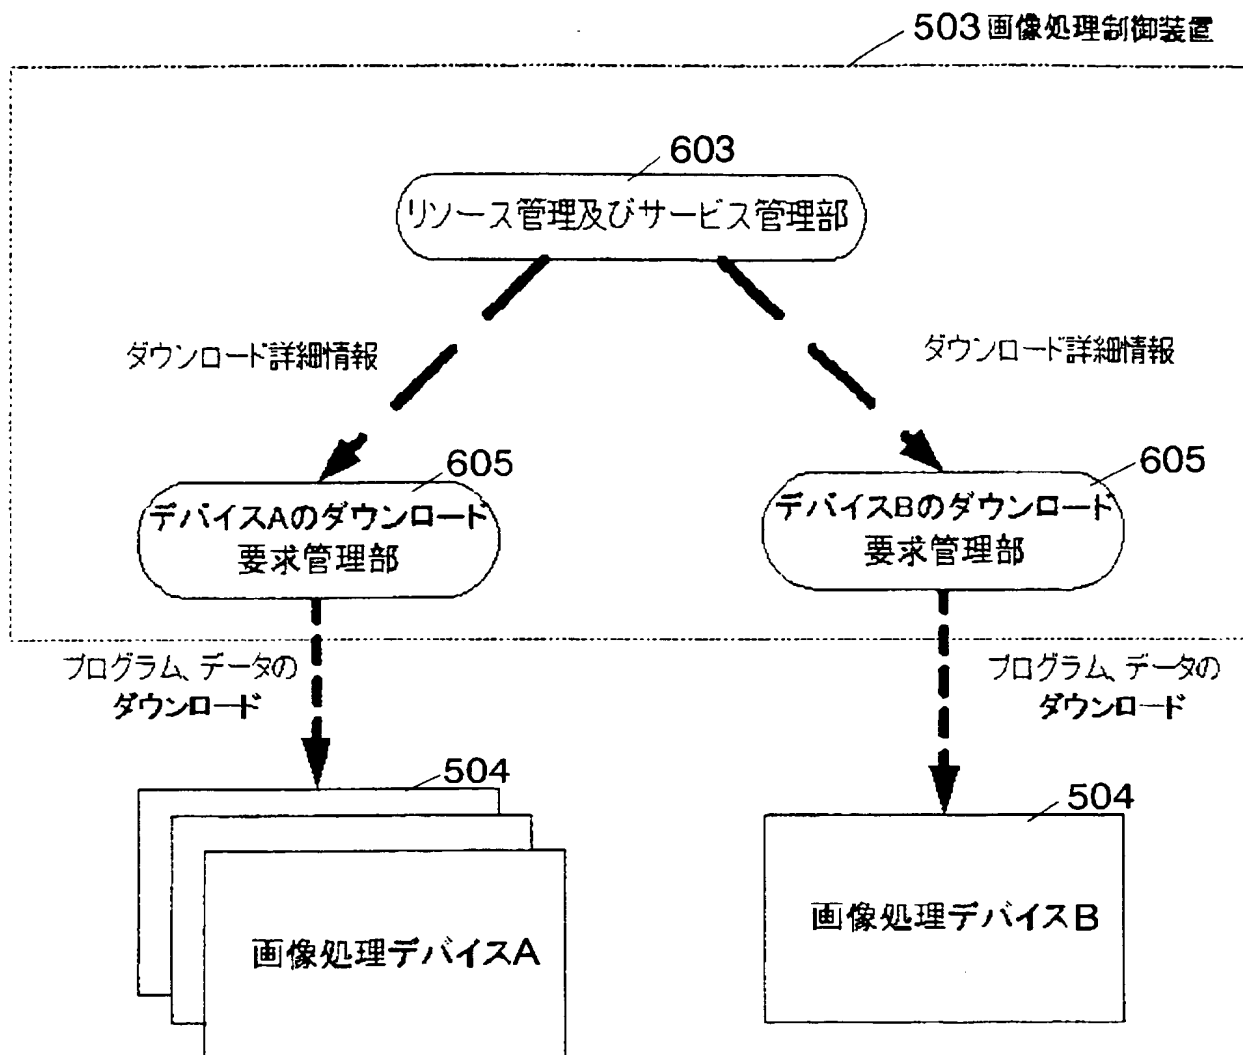 503 画像処理制御装置
603
リソース管理及びサービス管理部
ダウンロード詳細情報
ダウンロード詳細情報
605
デバイスAのダウンロード
要求管理部
605
デバイスBのダウンロード
要求管理部
プログラム、データの
ダウンロード
プログラム、データの
ダウンロード
504
画像処理デバイスA
504
画像処理デバイスB